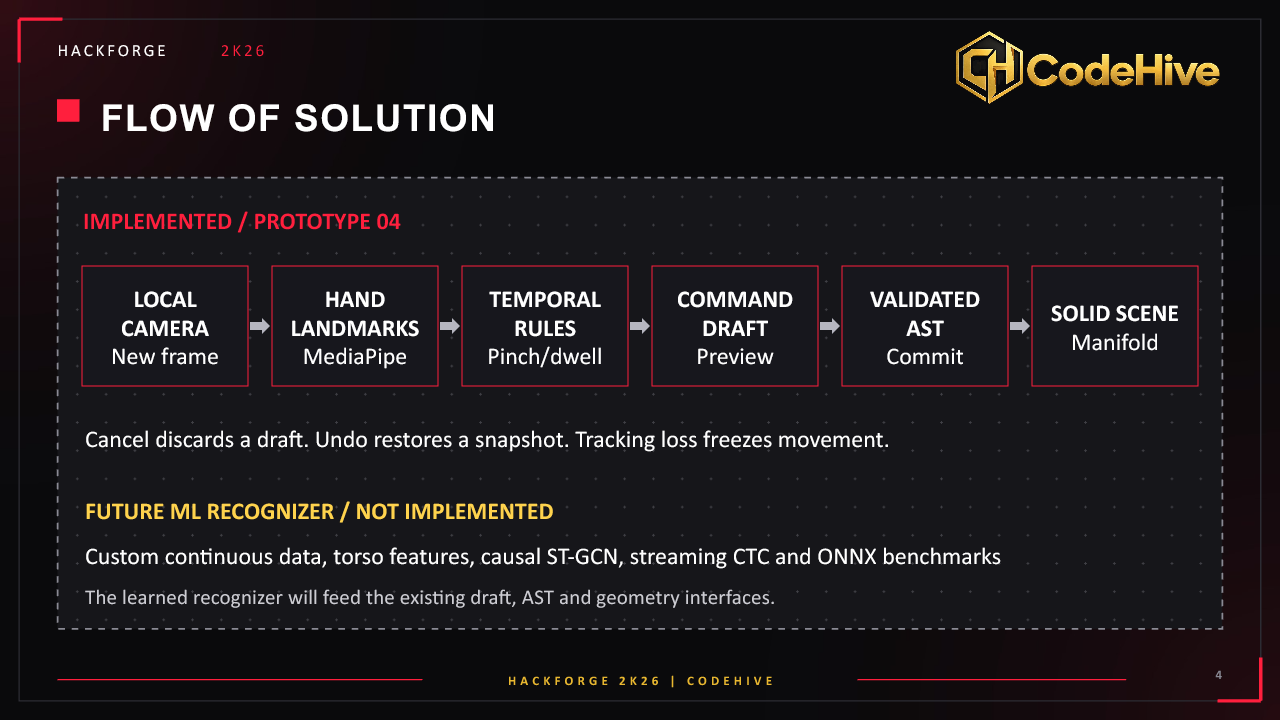 HACKFORGE 2K26
CH CodeHive
FLOW OF SOLUTION
IMPLEMENTED / PROTOTYPE 04
LOCAL
CAMERA
New frame
HAND
LANDMARKS
MediaPipe
TEMPORAL
RULES
Pinch/dwell
COMMAND
DRAFT
Preview
VALIDATED
AST
Commit
SOLID SCENE
Manifold
Cancel discards a draft. Undo restores a snapshot. Tracking loss freezes movement.
FUTURE ML RECOGNIZER / NOT IMPLEMENTED
Custom continuous data, torso features, causal ST-GCN, streaming CTC and ONNX benchmarks
The learned recognizer will feed the existing draft, AST and geometry interfaces.
HACKFORGE 2K26 | CODEHIVE
4